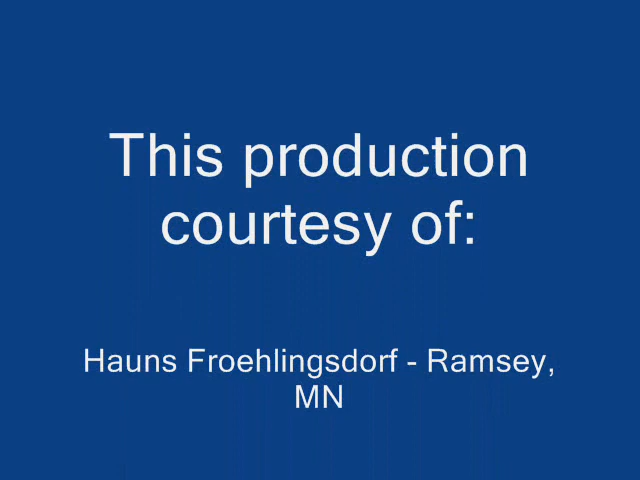 This production
courtesy of:
Hauns Froehlingsdorf - Ramsey,
MN